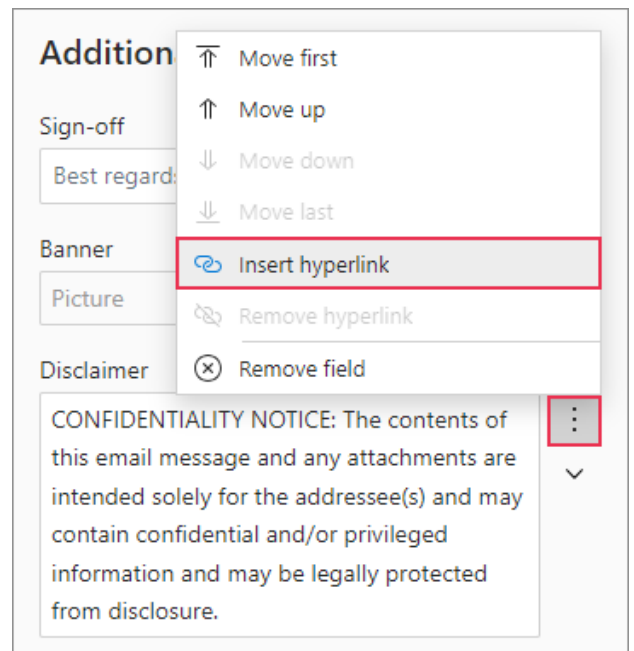 Addition
Move first
Move up
Sign-off
Best regard
Move down
Move last
Banner
Insert hyperlink
Picture
Remove hyperlink
Disclaimer
Remove field
CONFIDENTIALITY NOTICE: The contents of
this email message and any attachments are
intended solely for the addressee(s) and may
contain confidential and/or privileged
information and may be legally protected
from disclosure.